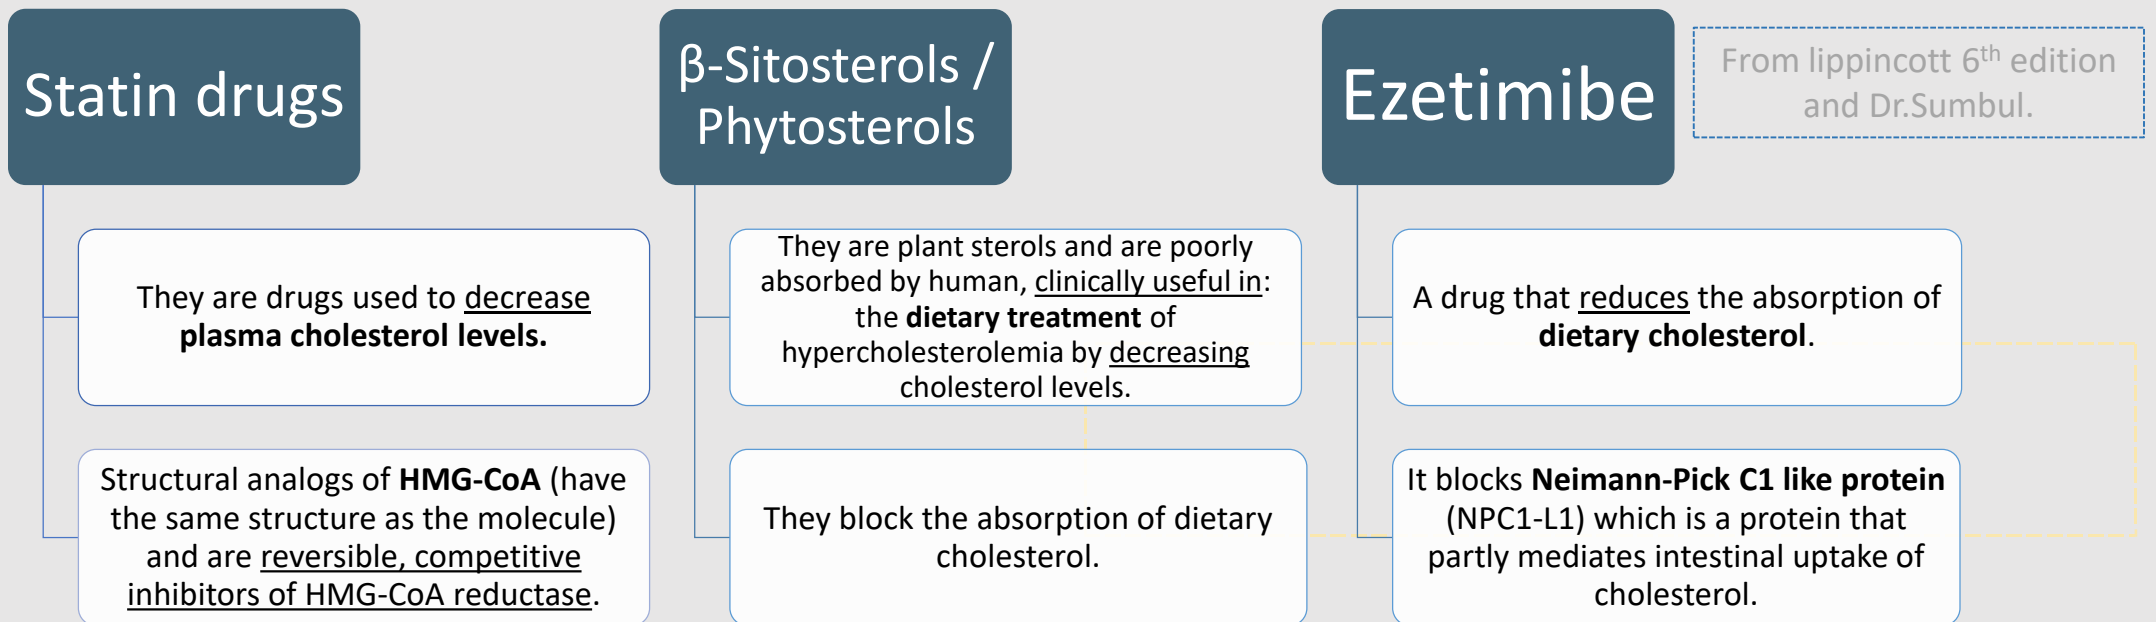 Statin drugs
They are drugs used to decrease
plasma cholesterol levels.
Structural analogs of HMG-CoA (have
the same structure as the molecule)
and are reversible, competitive
inhibitors of HMG-CoA reductase.
β-Sitosterols /
Phytosterols
They are plant sterols and are poorly
absorbed by human, clinically useful in:
the dietary treatment of
hypercholesterolemia by decreasing
cholesterol levels.
They block the absorption of dietary
cholesterol.
Ezetimibe
A drug that reduces the absorption of
dietary cholesterol.
It blocks Neimann-Pick C1 like protein
(NPC1-L1) which is a protein that
partly mediates intestinal uptake of
cholesterol.
From lippincott 6th edition
and Dr.Sumbul.